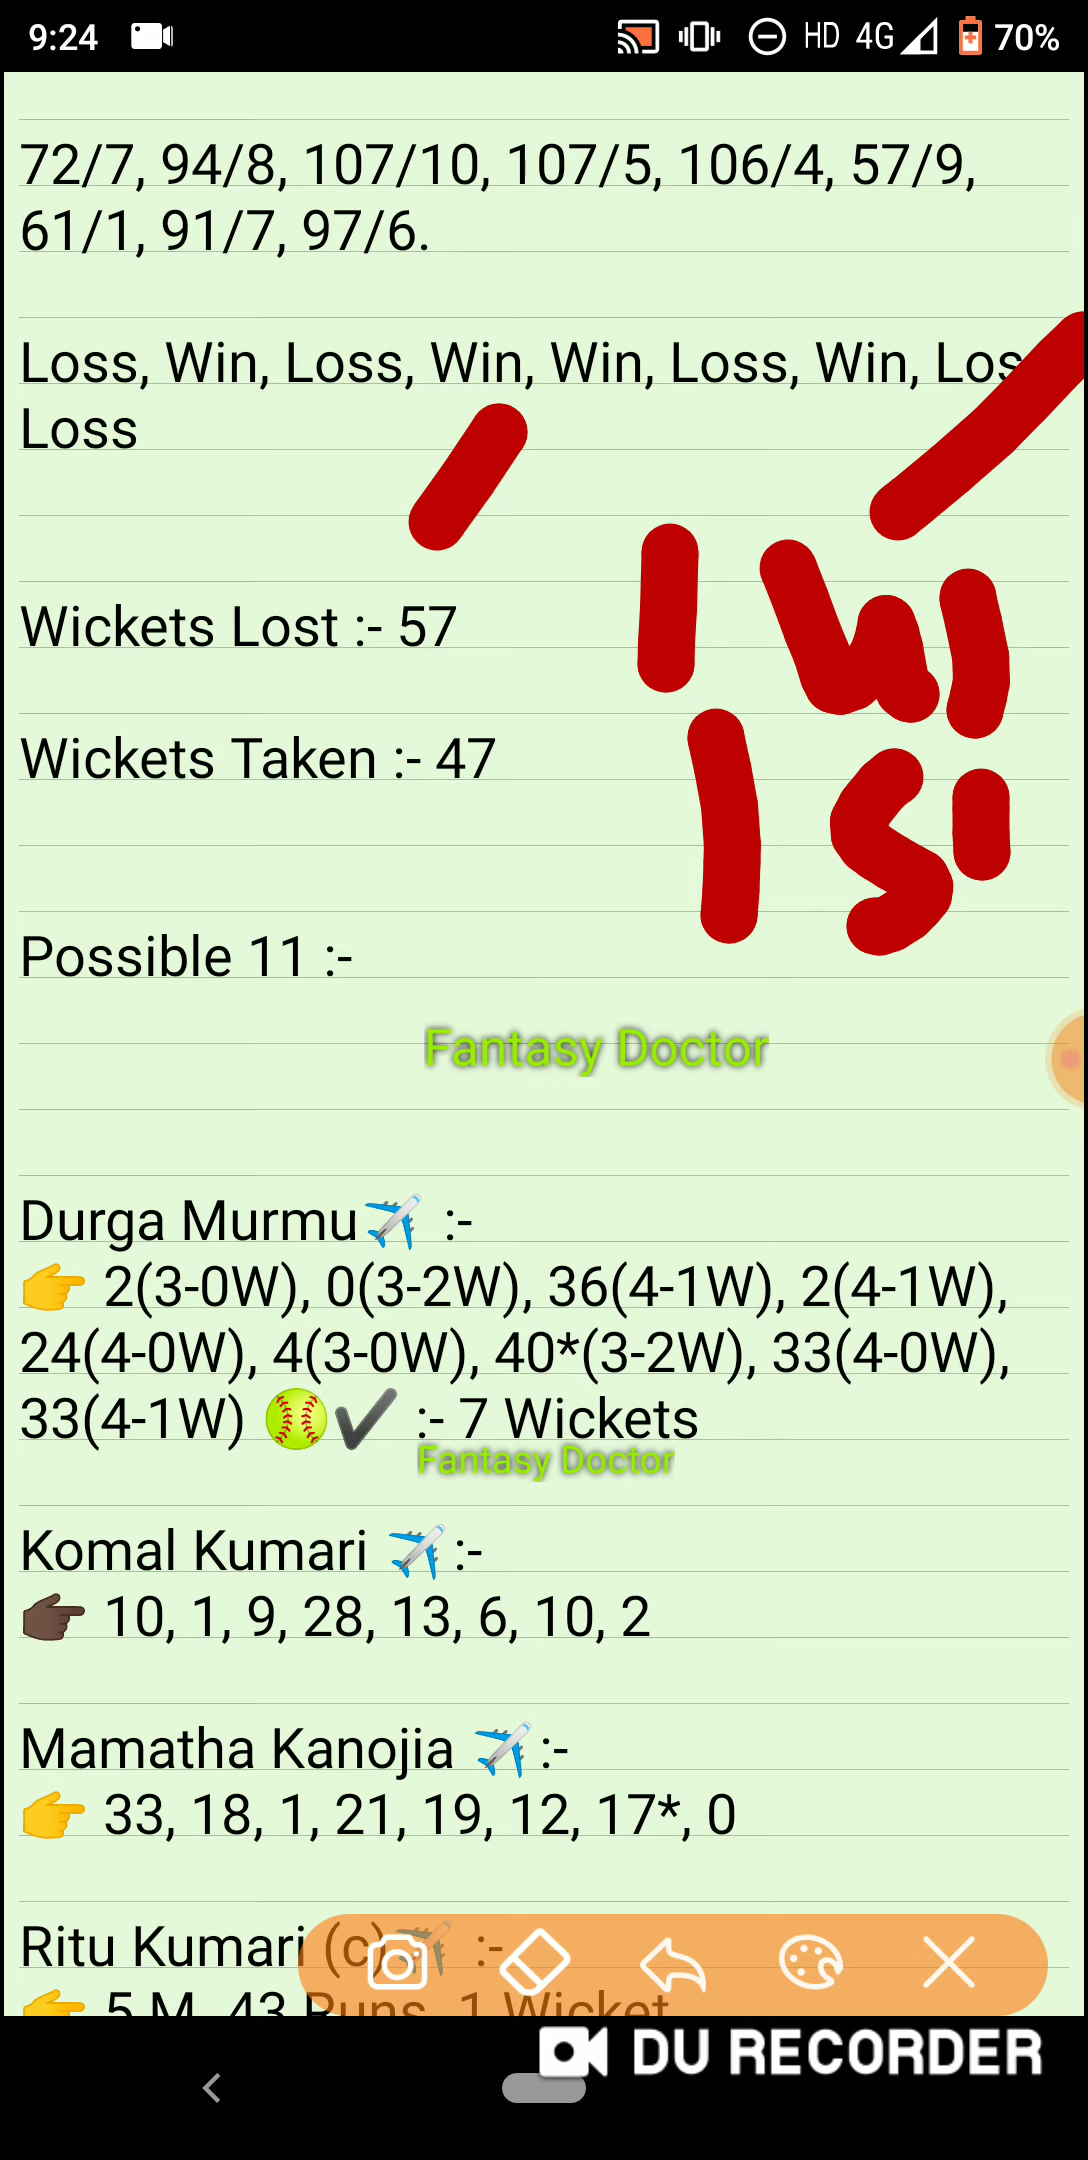 9:24 HD 4G 70%
72/7, 94/8, 107/10, 107/5, 106/4, 57/9,
61/1, 91/7, 97/6.
Loss, Win, Loss, Win, Win, Loss, Win,
Loss
Wickets Lost :- 57
Wickets Taken :- 47
Possible 11 :-
Fantasy Doctor
Durga Murmu✈️ :-
👉 2(3-0W), 0(3-2W), 36(4-1W), 2(4-1W),
24(4-0W), 4(3-0W), 40*(3-2W), 33(4-0W),
33(4-1W) 🥎✔️ :- 7 Wickets
Fantasy Doctor
Komal Kumari ✈️:-
👉🏿 10, 1, 9, 28, 13, 6, 10, 2
Mamatha Kanojia ✈️:-
👉 33, 18, 1, 21, 19, 12, 17*, 0
Ritu Kumari (c)✈️ :-
👉 5 M, 43 Runs, 1 Wicket
DU RECORDER